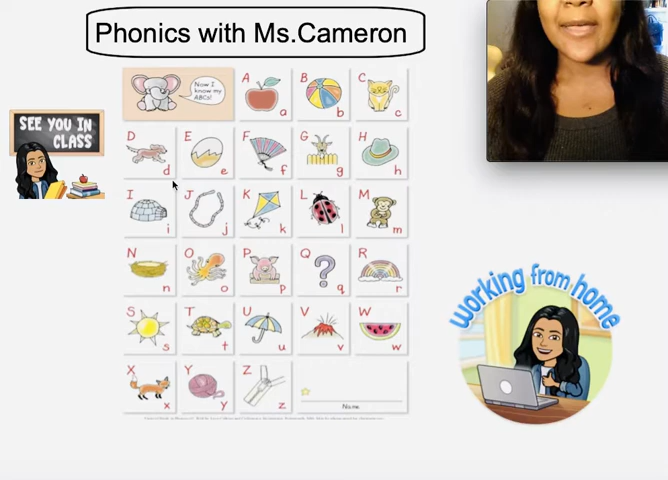 Phonics with Ms.Cameron
Now I
know my
ABCs!
A a
B b
C c
SEE YOU IN
CLASS
D d
E e
F f
G g
H h
I i
J j
K k
L l
M m
N n
O o
P p
Q q
R r
S s
T t
U u
V v
W w
X x
Y y
Z z
Name
working from home